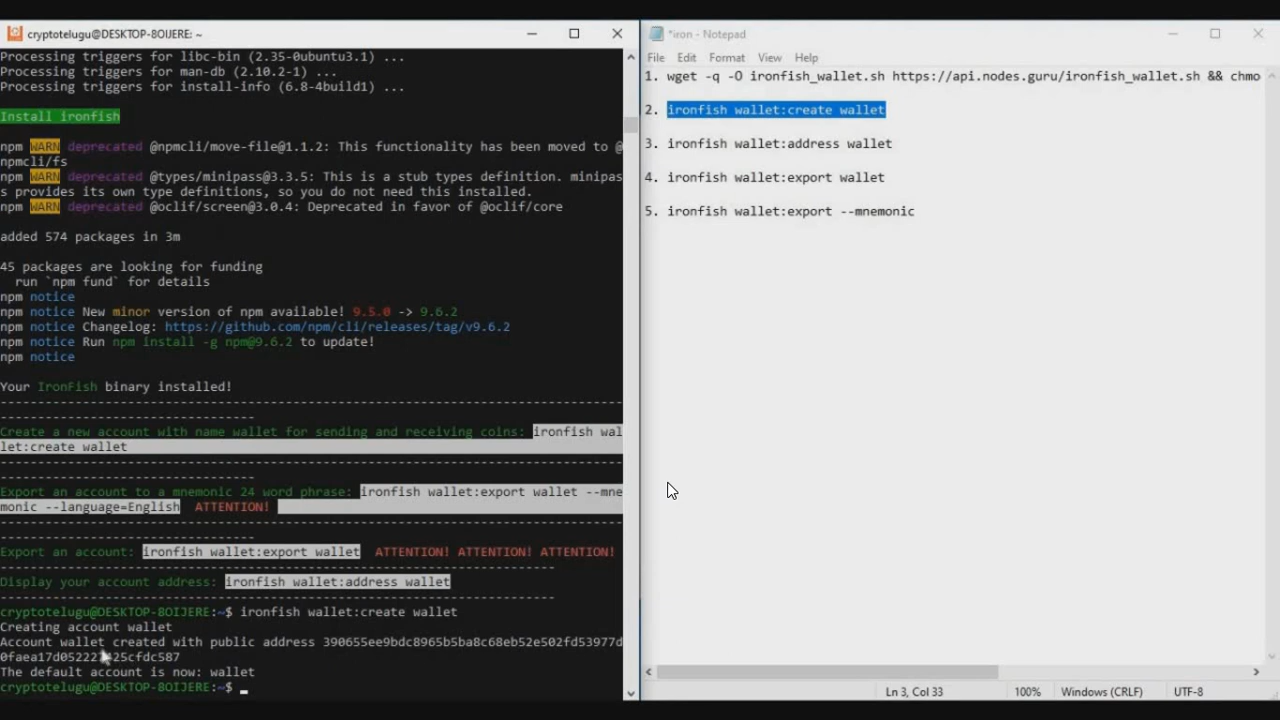 cryptotelugu@DESKTOP-8OIJERE: ~
Processing triggers for libc-bin (2.35-0ubuntu3.1) ...
Processing triggers for man-db (2.10.2-1) ...
Processing triggers for install-info (6.8-4build1) ...
Install ironfish
npm WARN deprecated @npmcli/move-file@1.1.2: This functionality has been moved to @
npmcli/fs
npm WARN deprecated @types/minipass@3.3.5: This is a stub types definition. minipas
s provides its own type definitions, so you do not need this installed.
npm WARN deprecated @oclif/screen@3.0.4: Deprecated in favor of @oclif/core
added 574 packages in 3m
45 packages are looking for funding
run `npm fund` for details
npm notice
npm notice New minor version of npm available! 9.5.0 -> 9.6.2
npm notice Changelog: https://github.com/npm/cli/releases/tag/v9.6.2
npm notice Run npm install -g npm@9.6.2 to update!
npm notice
Your IronFish binary installed!
-----------------------------------------------------------------------------------
----------------------------------
Create a new account with name wallet for sending and receiving coins: ironfish wal
let:create wallet
-----------------------------------------------------------------------------------
----------------------------------
Export an account to a mnemonic 24 word phrase: ironfish wallet:export wallet --mne
monic --language=English  ATTENTION!
-----------------------------------------------------------------------------------
----------------------------------
Export an account: ironfish wallet:export wallet  ATTENTION! ATTENTION! ATTENTION!
--------------------------------------------------------------------------
Display your account address: ironfish wallet:address wallet
--------------------------------------------------------------------------
cryptotelugu@DESKTOP-8OIJERE:~$ ironfish wallet:create wallet
Creating account wallet
Account wallet created with public address 390655ee9bdc8965b5ba8c68eb52e502fd53977d
The default account is now: wallet
cryptotelugu@DESKTOP-8OIJERE:~$ _
*iron - Notepad
File Edit Format View Help
1. wget -q -O ironfish_wallet.sh https://api.nodes.guru/ironfish_wallet.sh && chmo
2. ironfish wallet:create wallet
3. ironfish wallet:address wallet
4. ironfish wallet:export wallet
5. ironfish wallet:export --mnemonic
Ln 3, Col 33 100% Windows (CRLF) UTF-8